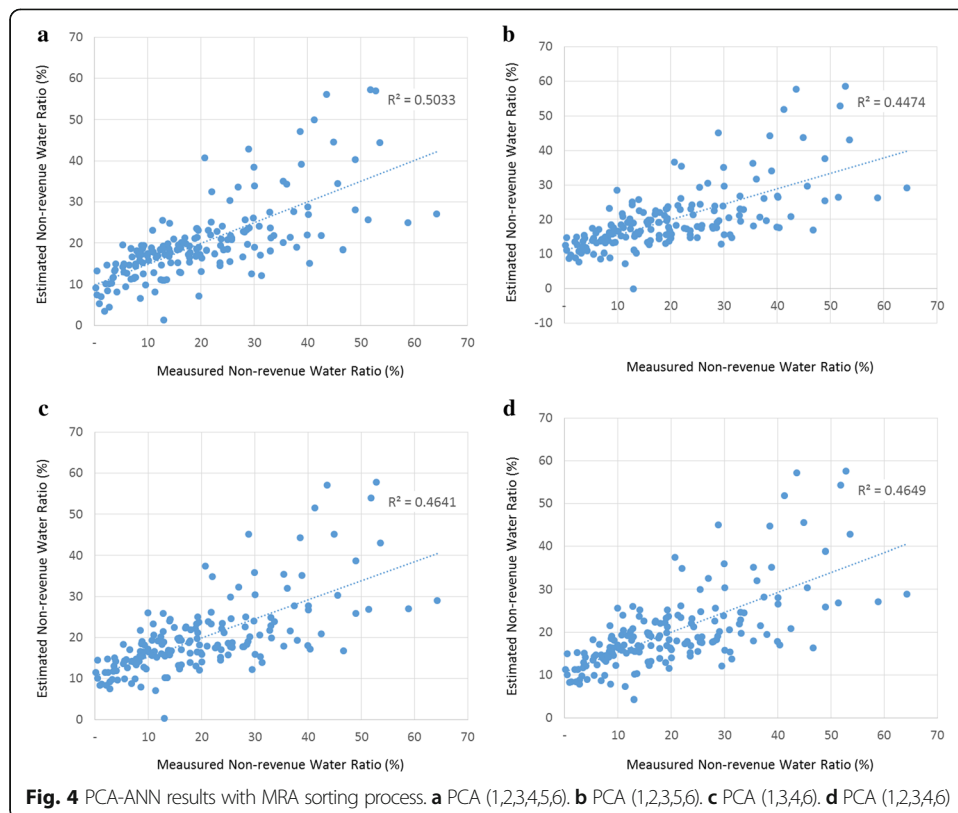 a
70
60
50
40
30
20
10
0
Estimated Non-revenue Water Ratio (%)
R² = 0.5033
- 10 20 30 40 50 60 70
Meausured Non-revenue Water Ratio (%)
b
70
60
50
40
30
20
10
0
-10
Estimated Non-revenue Water Ratio (%)
R² = 0.4474
- 10 20 30 40 50 60 70
Meausured Non-revenue Water Ratio (%)
c
70
60
50
40
30
20
10
0
Estimated Non-revenue Water Ratio (%)
R² = 0.4641
- 10 20 30 40 50 60 70
Meausured Non-revenue Water Ratio (%)
d
70
60
50
40
30
20
10
0
Estimated Non-revenue Water Ratio (%)
R² = 0.4649
- 10 20 30 40 50 60 70
Meausured Non-revenue Water Ratio (%)
Fig. 4 PCA-ANN results with MRA sorting process. a PCA (1,2,3,4,5,6). b PCA (1,2,3,5,6). c PCA (1,3,4,6). d PCA (1,2,3,4,6)